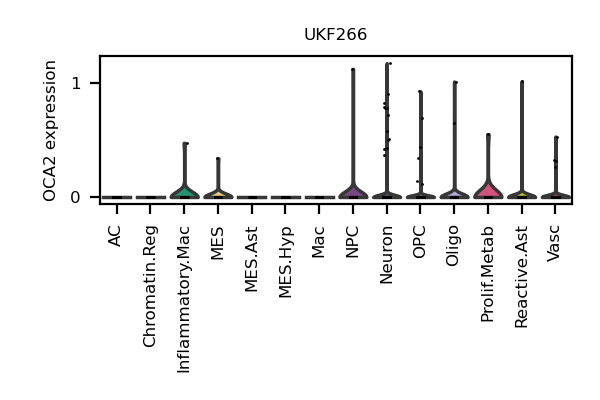 UKF266
OCA2 expression
1
0
AC
Chromatin.Reg
Inflammatory.Mac
MES
MES.Ast
MES.Hyp
Mac
NPC
Neuron
OPC
Oligo
Prolif.Metab
Reactive.Ast
Vasc